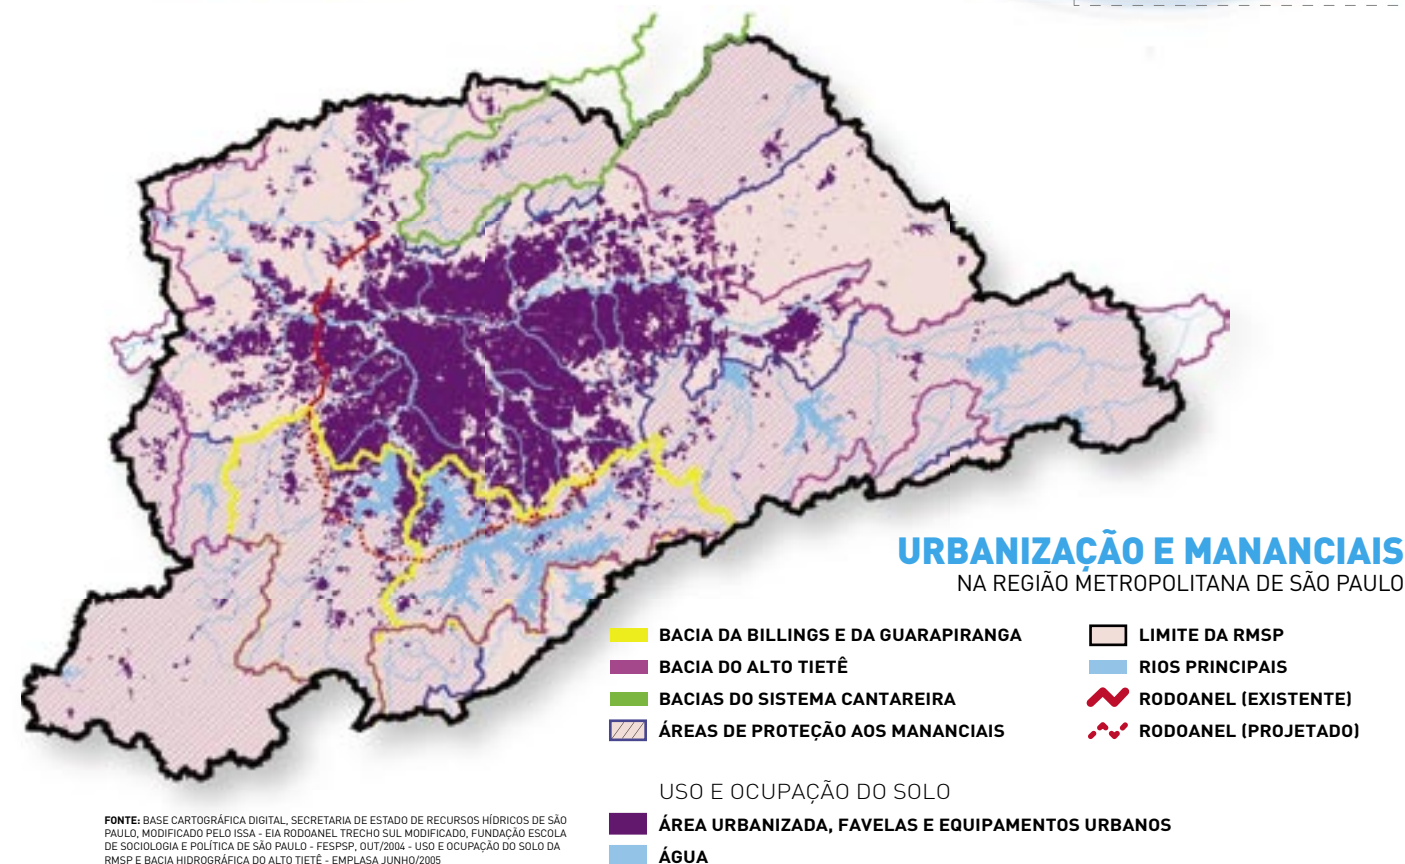 URBANIZAÇÃO E MANANCIAIS
NA REGIÃO METROPOLITANA DE SÃO PAULO
BACIA DA BILLINGS E DA GUARAPIRANGA
BACIA DO ALTO TIETÊ
BACIAS DO SISTEMA CANTAREIRA
ÁREAS DE PROTEÇÃO AOS MANANCIAIS
LIMITE DA RMSP
RIOS PRINCIPAIS
RODOANEL (EXISTENTE)
RODOANEL (PROJETADO)
USO E OCUPAÇÃO DO SOLO
ÁREA URBANIZADA, FAVELAS E EQUIPAMENTOS URBANOS
ÁGUA
FONTE: BASE CARTOGRÁFICA DIGITAL, SECRETARIA DE ESTADO DE RECURSOS HÍDRICOS DE SÃO
PAULO, MODIFICADO PELO ISSA - EIA RODOANEL TRECHO SUL MODIFICADO, FUNDAÇÃO ESCOLA
DE SOCIOLOGIA E POLÍTICA DE SÃO PAULO - FESPSP, OUT/2004 - USO E OCUPAÇÃO DO SOLO DA
RMSP E BACIA HIDROGRÁFICA DO ALTO TIETÊ - EMPLASA JUNHO/2005